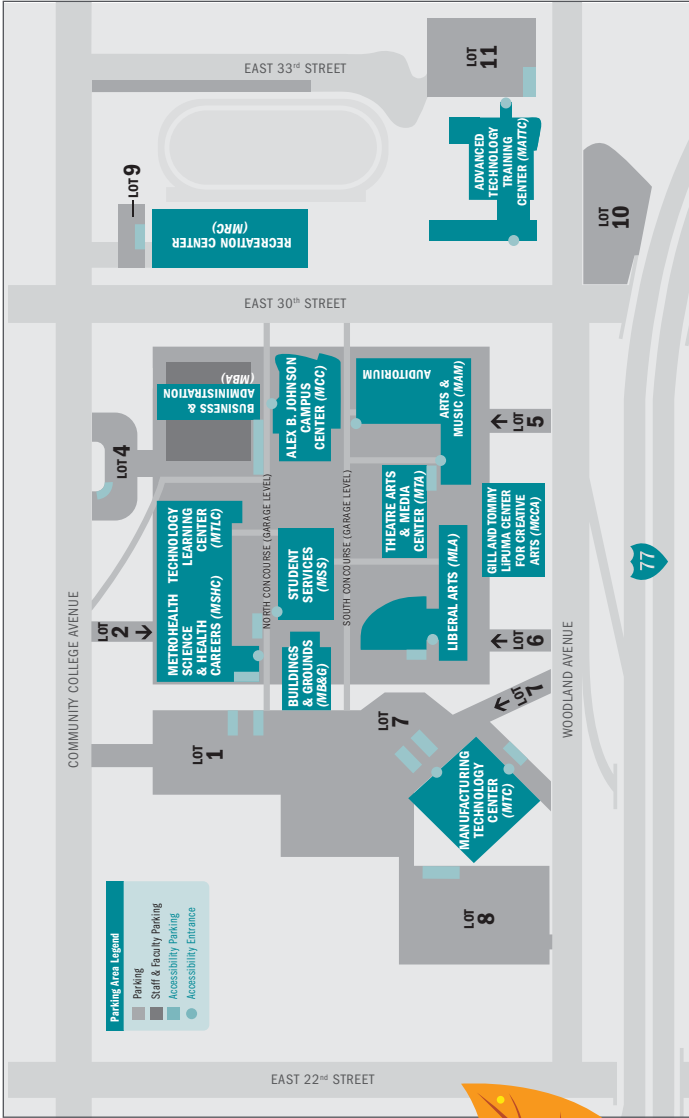 EAST 33rd STREET
LOT
11
ADVANCED
TECHNOLOGY
TRAINING
CENTER (MATTC)
LOT 9
RECREATION CENTER
(MRC)
LOT
10
EAST 30th STREET
BUSINESS &
ADMINISTRATION
(MBA)
ALEX B. JOHNSON
CAMPUS
CENTER (MCC)
AUDITORIUM
ARTS &
MUSIC (MAM)
LOT
5
LOT 4
THEATRE ARTS
& MEDIA
CENTER (MTA)
GILL AND TOMMY
LIPUMA CENTER
FOR CREATIVE
ARTS (MCCA)
TECHNOLOGY
LEARNING
CENTER
(MTLC)
METROHEALTH
SCIENCE
& HEALTH
CAREERS (MSHC)
NORTH CONCOURSE (GARAGE LEVEL)
STUDENT
SERVICES
(MSS)
SOUTH CONCOURSE (GARAGE LEVEL)
LIBERAL ARTS (MLA)
LOT
2
LOT
6
77
BUILDINGS
& GROUNDS
(MB&G)
COMMUNITY COLLEGE AVENUE
WOODLAND AVENUE
LOT
1
LOT
7
LOT
7
MANUFACTURING
TECHNOLOGY
CENTER
(MTC)
LOT
8
Parking Area Legend
Parking
Staff & Faculty Parking
Accessibility Parking
Accessibility Entrance
EAST 22nd STREET